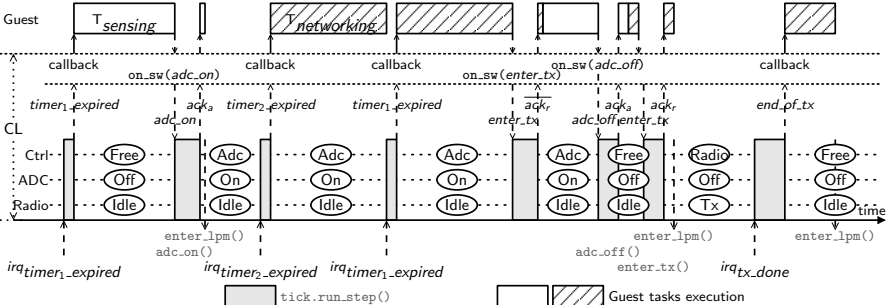 Guest T_sensing T_networking
callback callback callback
on_sw(adc_on) on_sw(enter_tx) on_sw(adc_off)
timer1_expired ack_a timer2_expired timer1_expired ack_r ack_a ack_r end_of_tx
adc_on enter_tx adc_off enter_tx
CL
Ctrl Free Adc Adc Adc Adc Free Radio Free
ADC Off On On On On Off Off Off
Radio Idle Idle Idle Idle Idle Idle Tx Idle
time
enter_lpm() enter_lpm() enter_lpm()
adc_on() adc_off()
irq_timer1_expired irq_timer2_expired irq_timer1_expired enter_tx() irq_tx_done
tick.run_step() Guest tasks execution